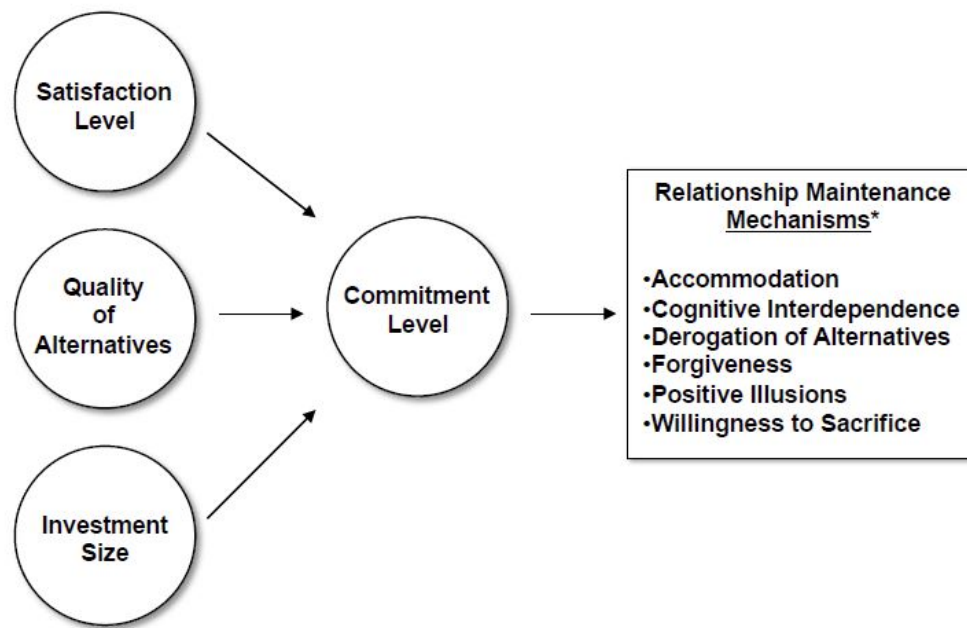 Satisfaction
Level
Quality
of
Alternatives
Investment
Size
Commitment
Level
Relationship Maintenance
Mechanisms*
•Accommodation
•Cognitive Interdependence
•Derogation of Alternatives
•Forgiveness
•Positive Illusions
•Willingness to Sacrifice